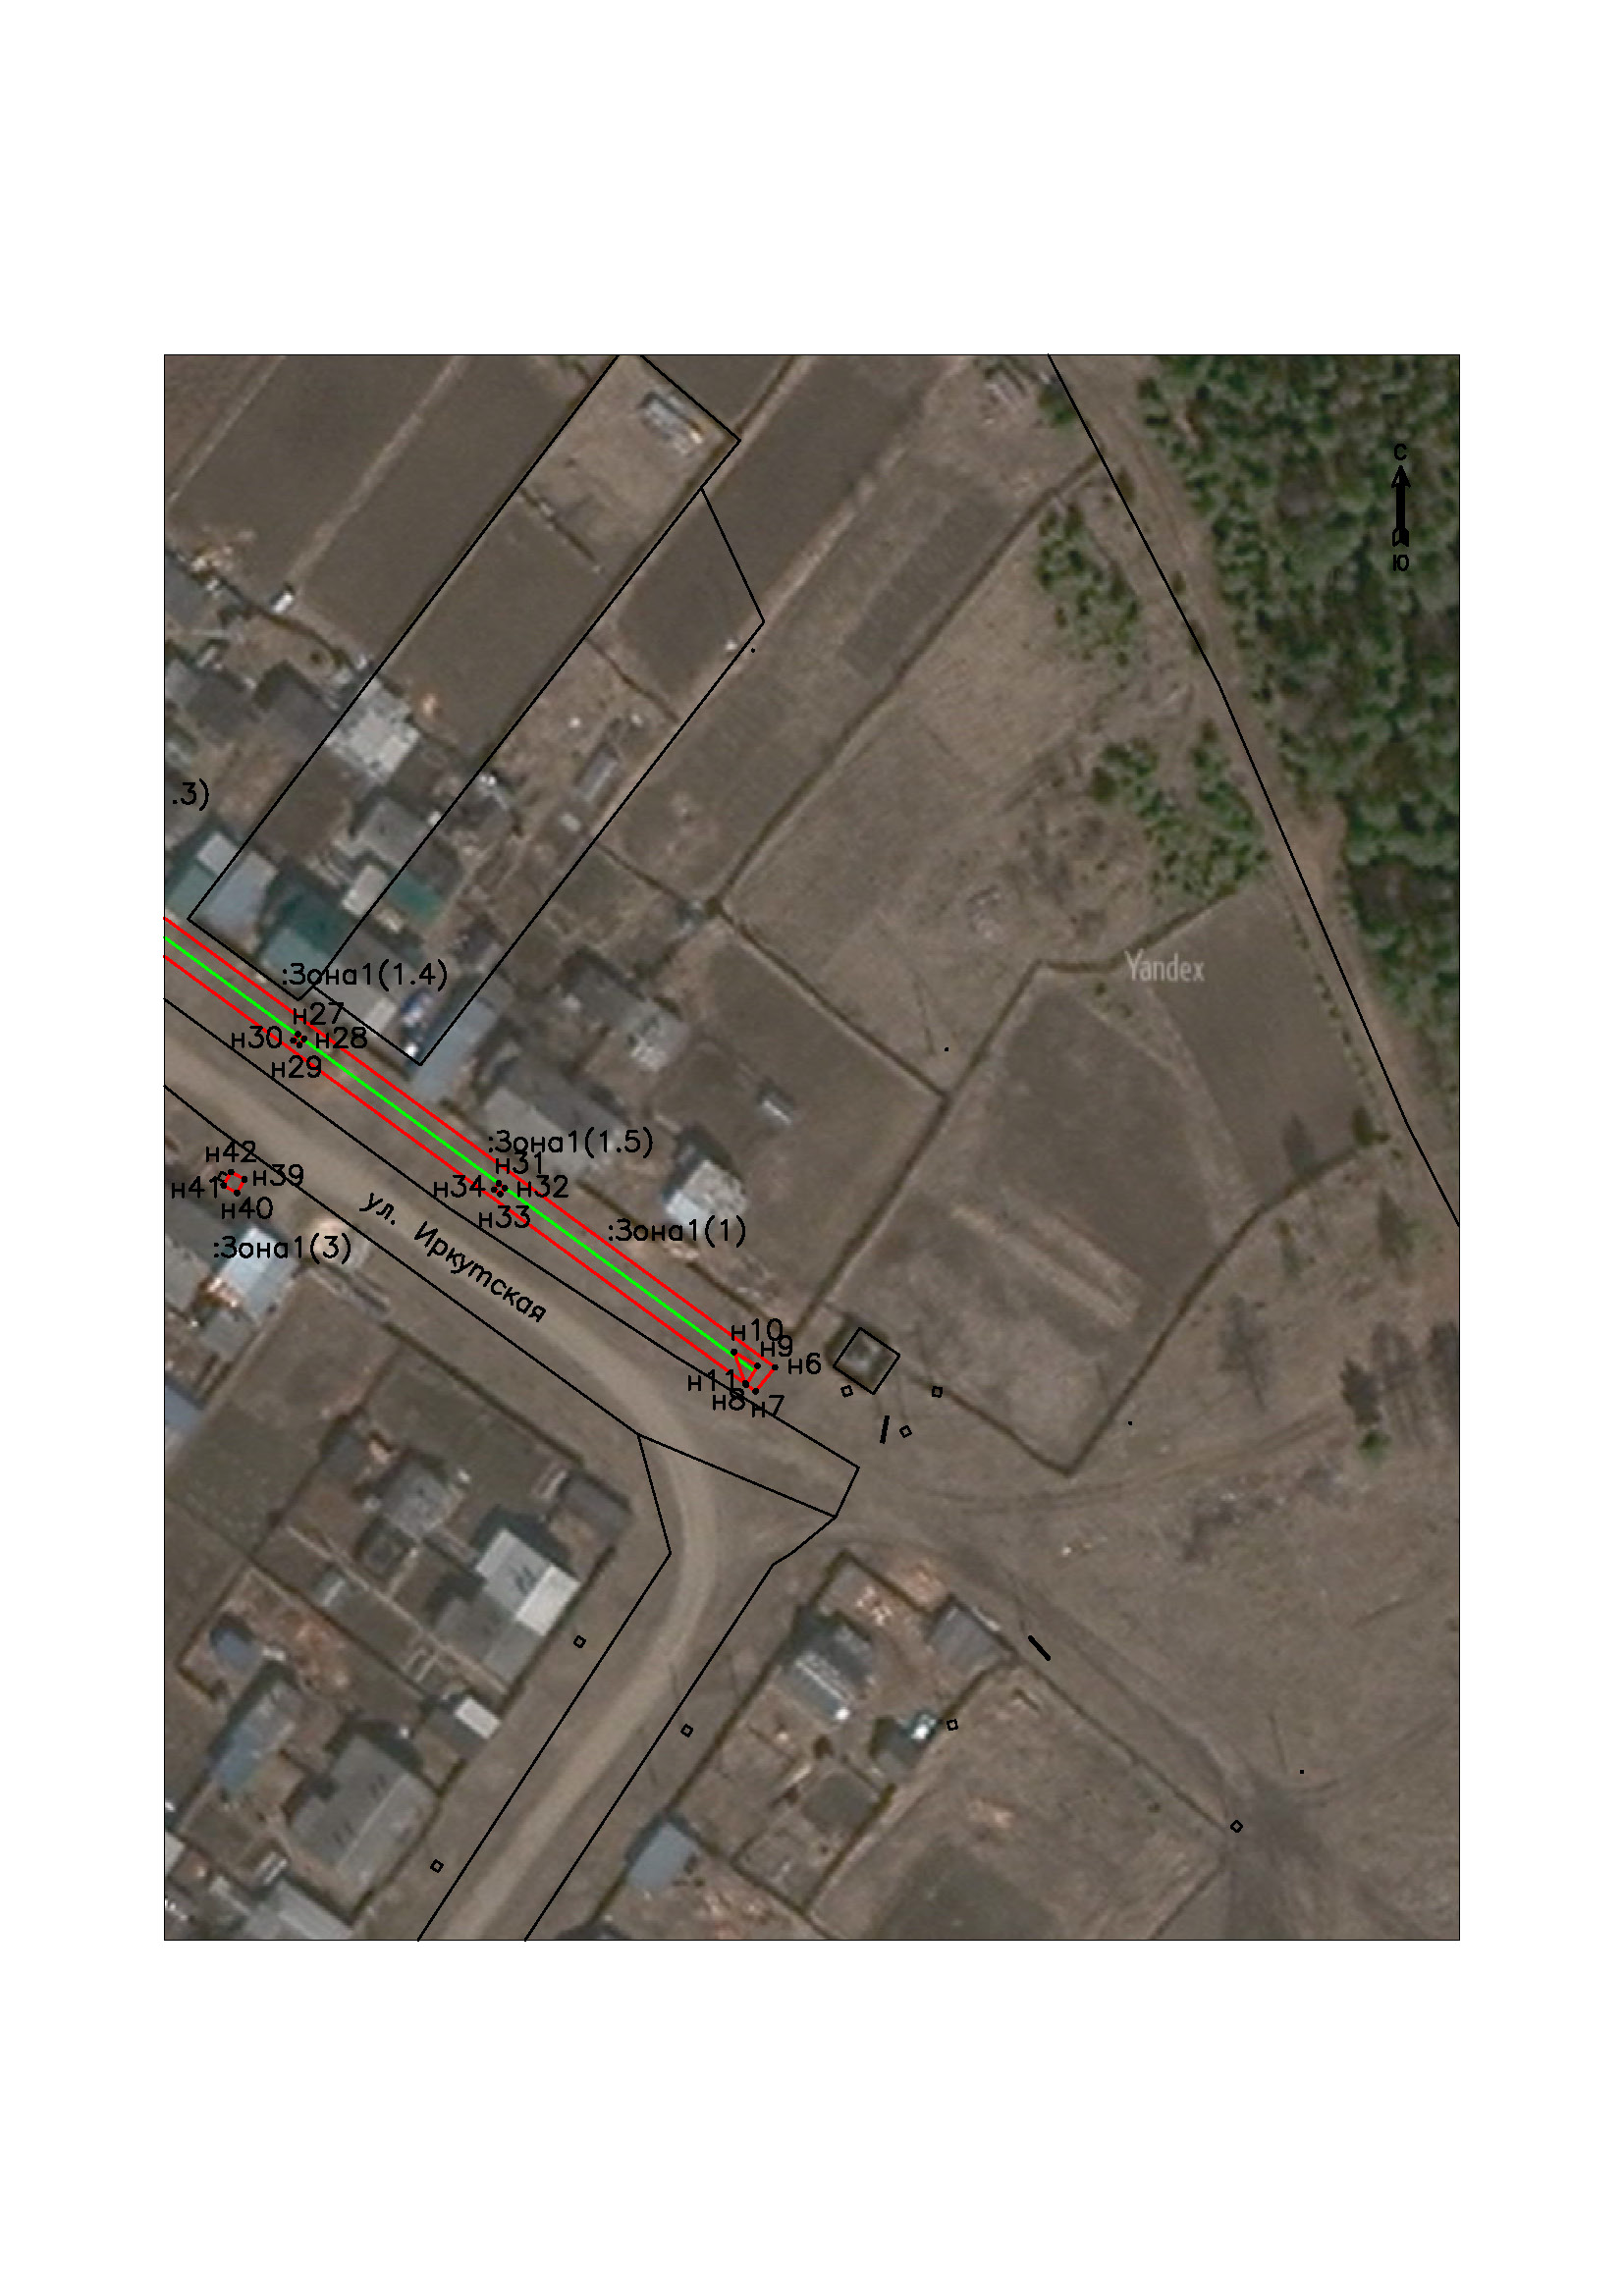 С
Ю
.3)
Yandex
:Зона1(1.4)
н27
н30
н28
н29
:Зона1(1.5)
н31
н34
н32
н33
н42
н39
н41
н40
:Зона1(3)
ул. Иркутская
:Зона1(1)
н10
н9
н6
н11
н8
н7